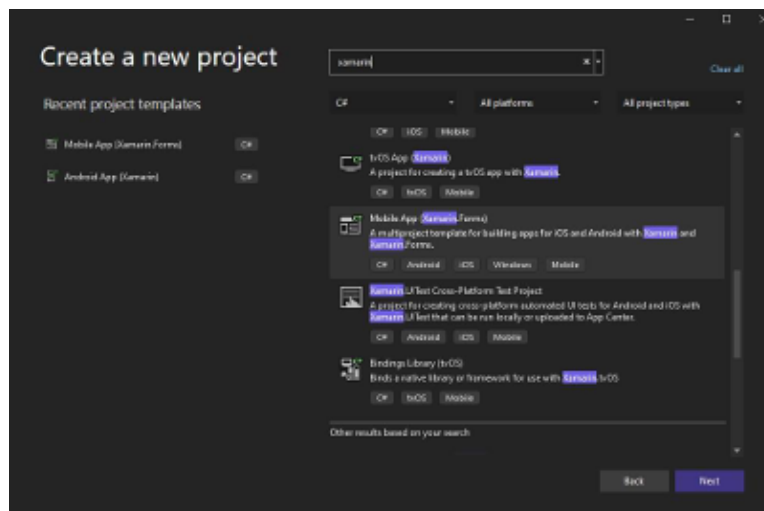 Create a new project
xamarin
Clear all
Recent project templates
C#
All platforms
All project types
Mobile App (Xamarin.Forms)
C#
Android App (Xamarin)
C#
C# iOS Mobile
tvOS App (Xamarin)
A project for creating a tvOS app with Xamarin.
C# tvOS Mobile
Mobile App (Xamarin.Forms)
A multiproject template for building apps for iOS and Android with Xamarin and
Xamarin.Forms.
C# Android iOS Windows Mobile
Xamarin.UITest Cross-Platform Test Project
A project for creating cross-platform automated UI tests for Android and iOS with
Xamarin.UITest that can be run locally or uploaded to App Center.
C# Android iOS Mobile
Bindings Library (tvOS)
Binds a native library or framework for use with Xamarin.tvOS
C# tvOS Mobile
Other results based on your search
Back
Next